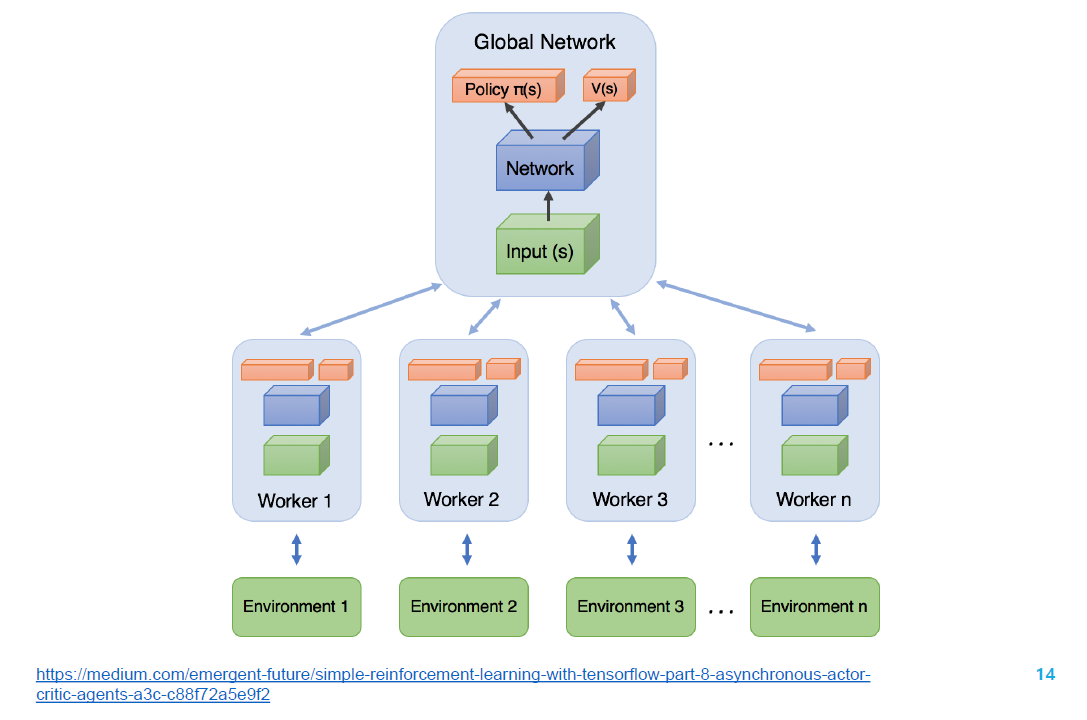 Global Network
Policy π(s)
V(s)
Network
Input (s)
Worker 1
Worker 2
Worker 3
...
Worker n
Environment 1
Environment 2
Environment 3
...
Environment n
https://medium.com/emergent-future/simple-reinforcement-learning-with-tensorflow-part-8-asynchronous-actor-
critic-agents-a3c-c88f72a5e9f2
14